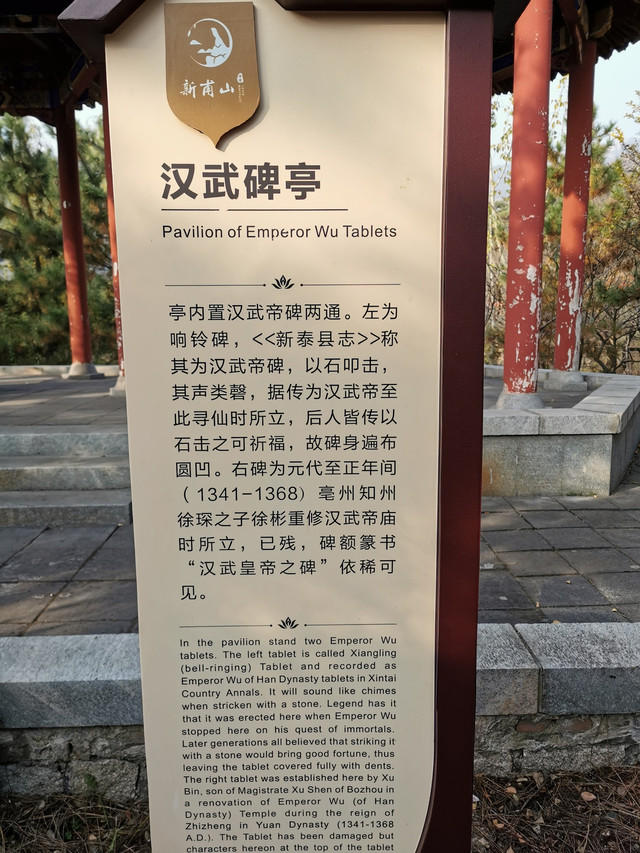 新甫山
汉武碑亭
Pavilion of Emperor Wu Tablets
亭内置汉武帝碑两通。左为
响铃碑，<<新泰县志>>称
其为汉武帝碑，以石叩击，
其声类磬，据传为汉武帝至
此寻仙时所立，后人皆传以
石击之可祈福，故碑身遍布
圆凹。右碑为元代至正年间
（1341-1368）亳州知州
徐琛之子徐彬重修汉武帝庙
时所立，已残，碑额篆书
“汉武皇帝之碑”依稀可
见。
In the pavilion stand two Emperor Wu
tablets. The left tablet is called Xiangling
(bell-ringing) Tablet and recorded as
Emperor Wu of Han Dynasty tablets in Xintai
Country Annals. It will sound like chimes
when stricken with a stone. Legend has it
that it was erected here when Emperor Wu
stopped here on his quest of immortals.
Later generations all believed that striking it
with a stone would bring good fortune, thus
leaving the tablet covered fully with dents.
The right tablet was established here by Xu
Bin, son of Magistrate Xu Shen of Bozhou in
a renovation of Emperor Wu (of Han
Dynasty) Temple during the reign of
Zhizheng in Yuan Dynasty (1341-1368
A.D.). The Tablet has been damaged but
characters hereon at the top of the tablet